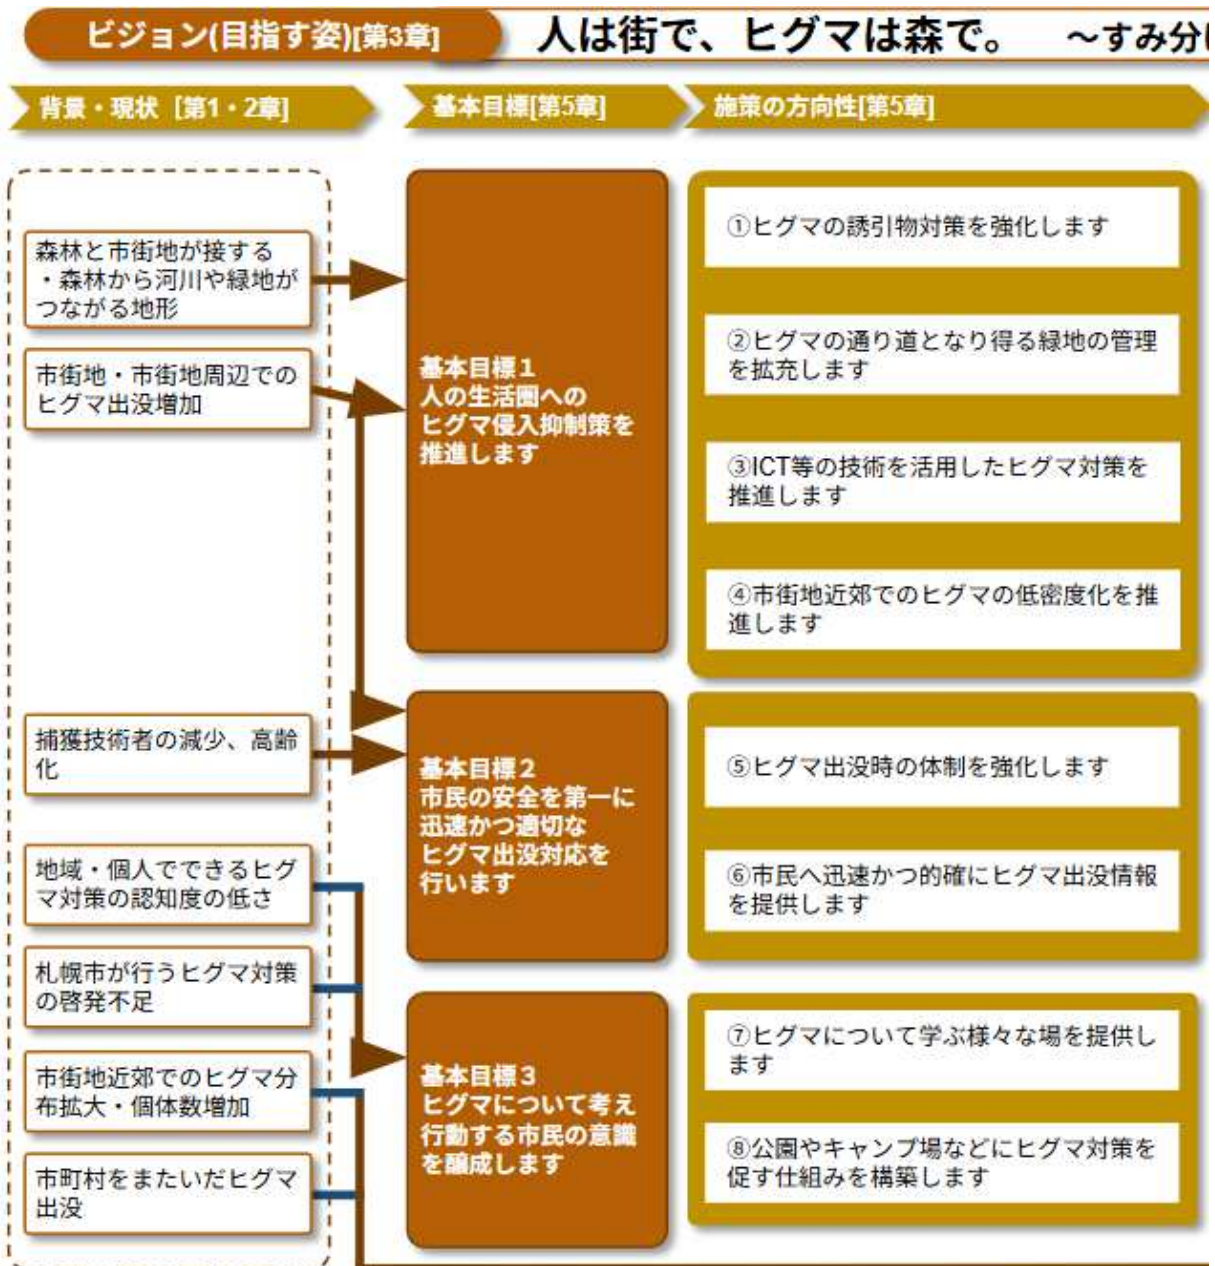 ビジョン(目指す姿)[第3章]
人は街で、ヒグマは森で。 ～すみ分け
背景・現状［第1・2章]
基本目標[第5章]
施策の方向性[第5章]
森林と市街地が接する
・森林から河川や緑地が
つながる地形
市街地・市街地周辺での
ヒグマ出没増加
捕獲技術者の減少、高齢
化
地域・個人でできるヒグ
マ対策の認知度の低さ
札幌市が行うヒグマ対策
の啓発不足
市街地近郊でのヒグマ分
布拡大・個体数増加
市町村をまたいだヒグマ
出没
基本目標１
人の生活圏への
ヒグマ侵入抑制策を
推進します
①ヒグマの誘引物対策を強化します
②ヒグマの通り道となり得る緑地の管理
を拡充します
③ICT等の技術を活用したヒグマ対策を
推進します
④市街地近郊でのヒグマの低密度化を推
進します
基本目標２
市民の安全を第一に
迅速かつ適切な
ヒグマ出没対応を
行います
⑤ヒグマ出没時の体制を強化します
⑥市民へ迅速かつ的確にヒグマ出没情報
を提供します
基本目標３
ヒグマについて考え
行動する市民の意識
を醸成します
⑦ヒグマについて学ぶ様々な場を提供し
ます
⑧公園やキャンプ場などにヒグマ対策を
促す仕組みを構築します